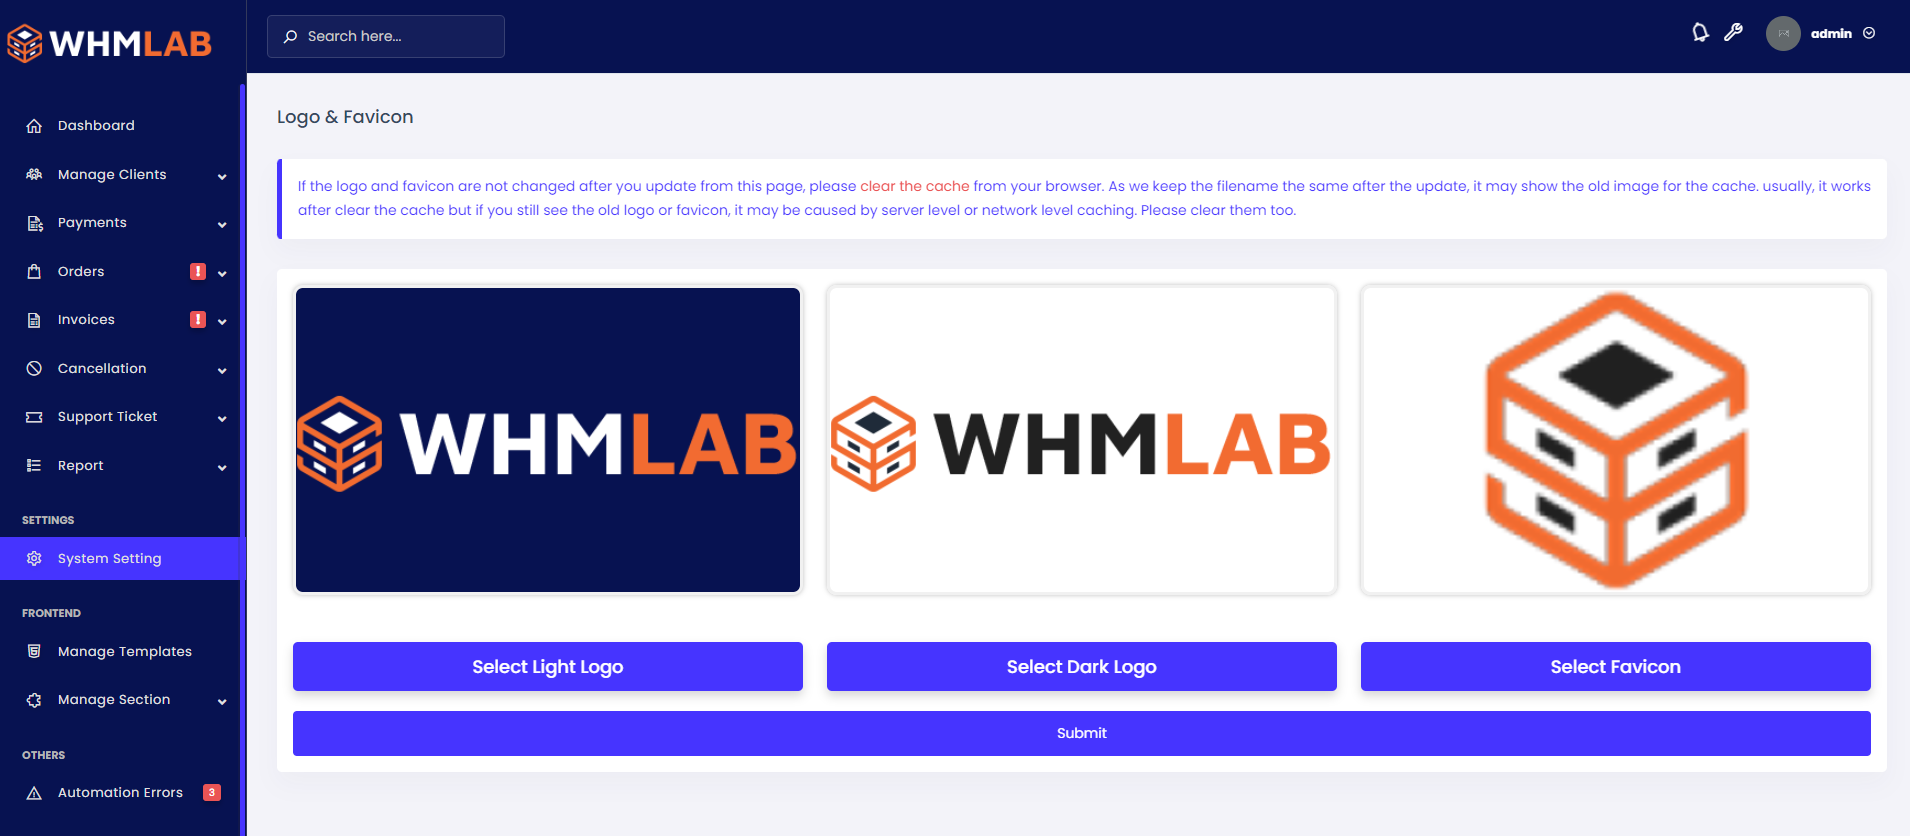 WHMLAB
Search here...
admin
Dashboard
Manage Clients
Payments
Orders !
Invoices !
Cancellation
Support Ticket
Report
SETTINGS
System Setting
FRONTEND
Manage Templates
Manage Section
OTHERS
Automation Errors 3
Logo & Favicon
If the logo and favicon are not changed after you update from this page, please clear the cache from your browser. As we keep the filename the same after the update, it may show the old image for the cache. usually, it works
after clear the cache but if you still see the old logo or favicon, it may be caused by server level or network level caching. Please clear them too.
WHMLAB
WHMLAB
Select Light Logo
Select Dark Logo
Select Favicon
Submit